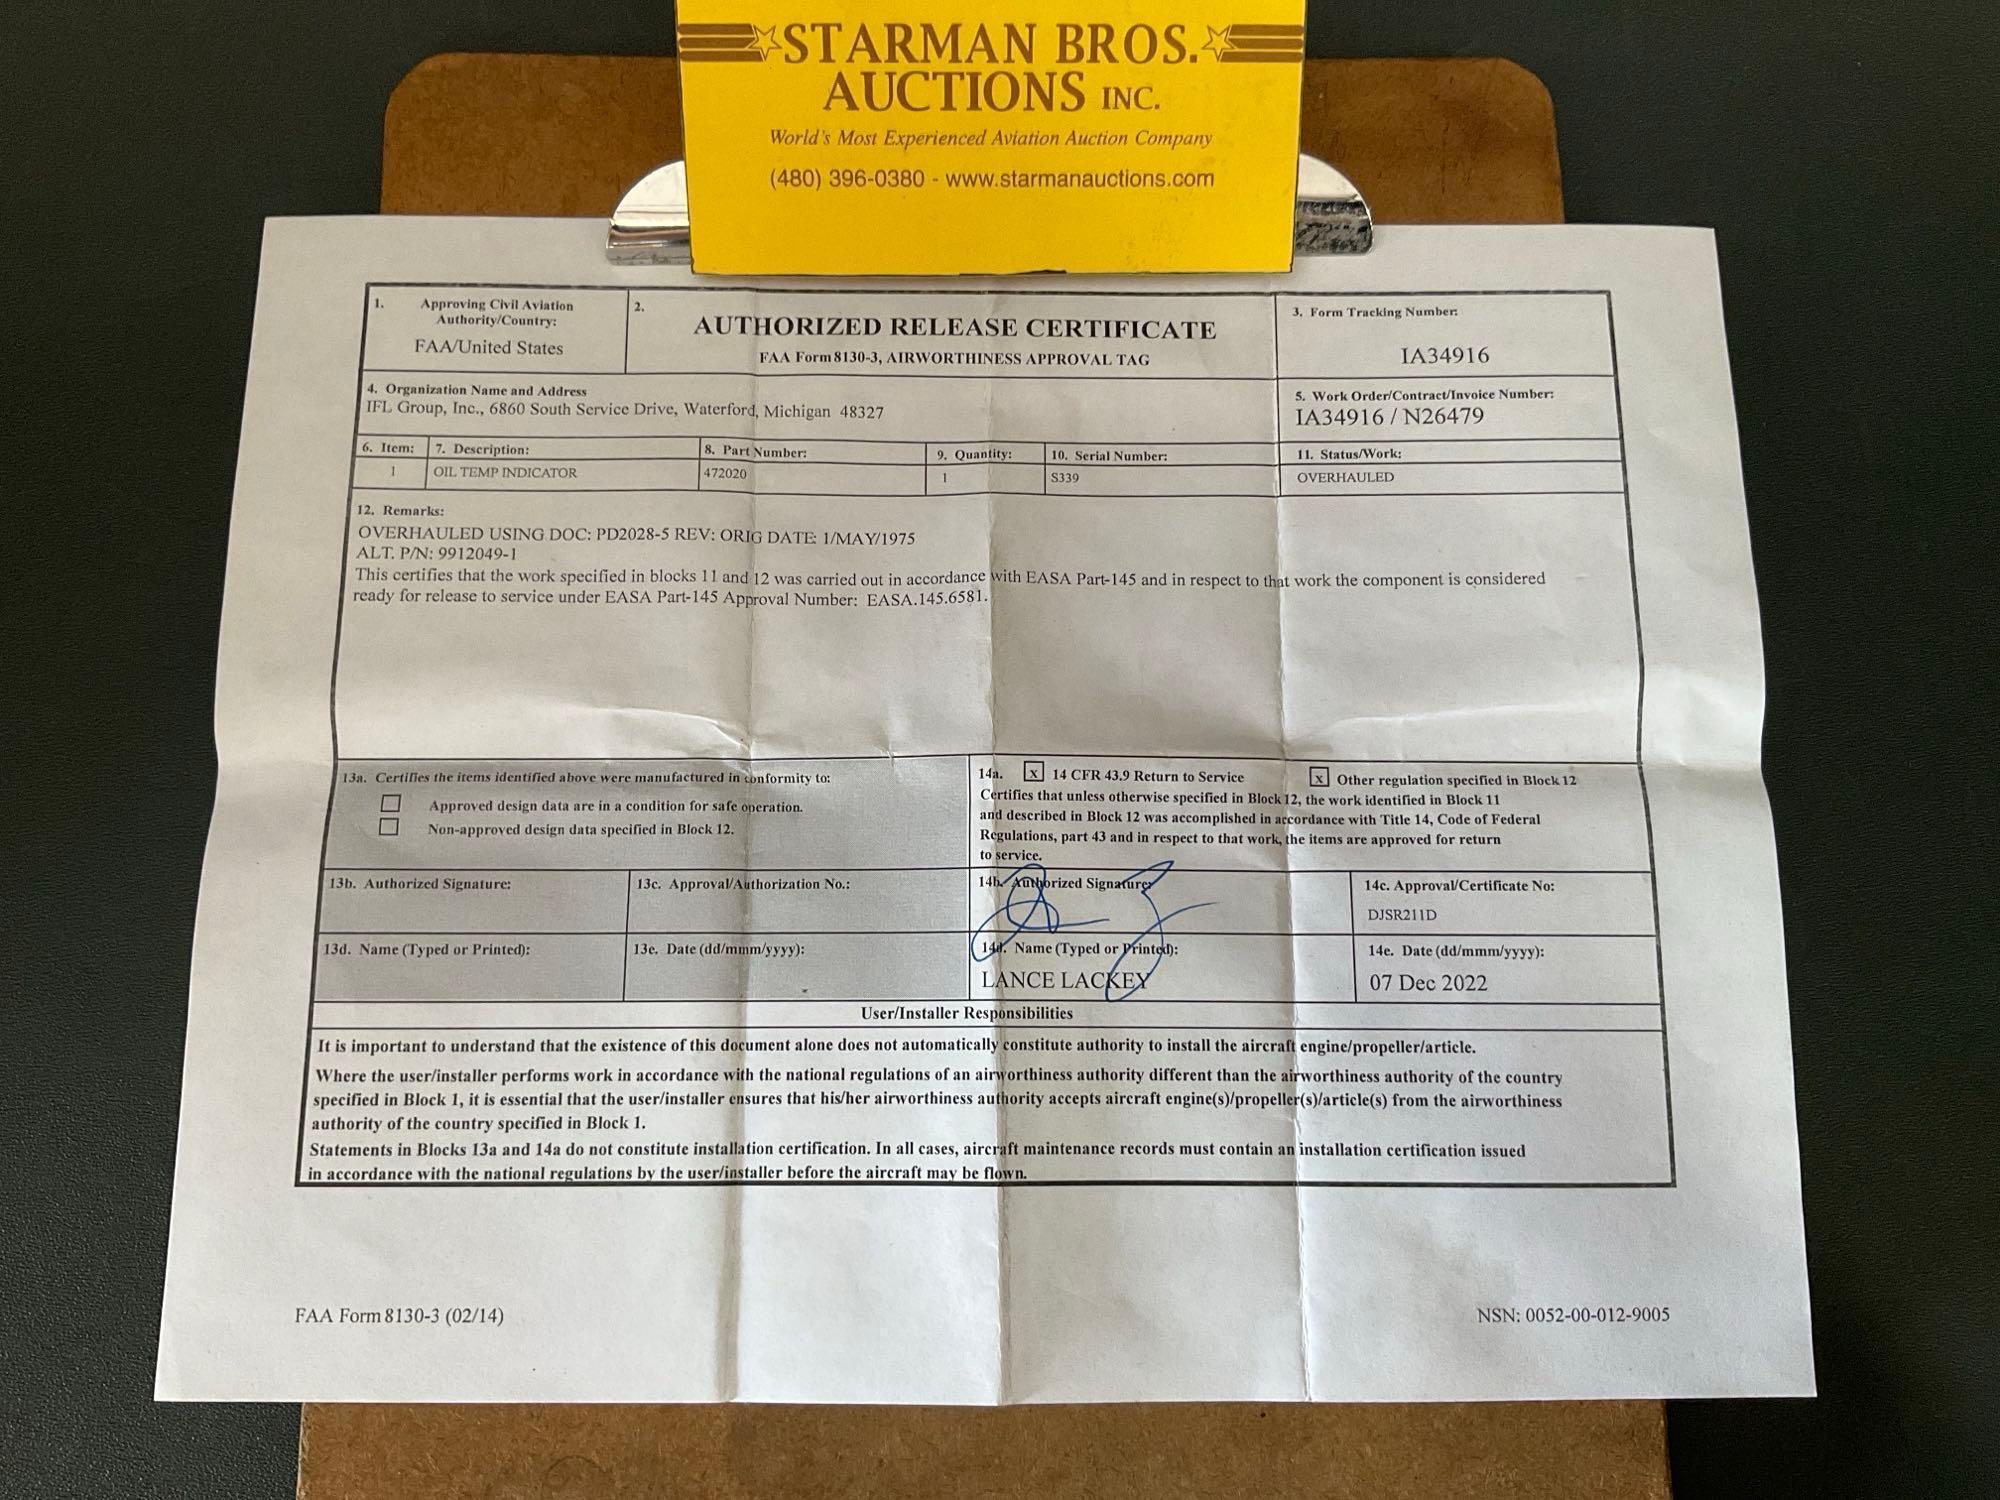 STARMAN BROS.
AUCTIONS INC.
World's Most Experienced Aviation Auction Company
(480) 396-0380 - www.starmanauctions.com
1. Approving Civil Aviation
Authority/Country:
FAA/United States
2.
AUTHORIZED RELEASE CERTIFICATE
FAA Form 8130-3, AIRWORTHINESS APPROVAL TAG
3. Form Tracking Number:
IA34916
4. Organization Name and Address
IFL Group, Inc., 6860 South Service Drive, Waterford, Michigan 48327
5. Work Order/Contract/Invoice Number:
IA34916 / N26479
6. Item: 7. Description: 8. Part Number: 9. Quantity: 10. Serial Number: 11. Status/Work:
1 OIL TEMP INDICATOR 472020 1 S339 OVERHAULED
12. Remarks:
OVERHAULED USING DOC: PD2028-5 REV: ORIG DATE: 1/MAY/1975
ALT. P/N: 9912049-1
This certifies that the work specified in blocks 11 and 12 was carried out in accordance with EASA Part-145 and in respect to that work the component is considered
ready for release to service under EASA Part-145 Approval Number: EASA.145.6581.
13a. Certifies the items identified above were manufactured in conformity to:
Approved design data are in a condition for safe operation.
Non-approved design data specified in Block 12.
14a. x 14 CFR 43.9 Return to Service x Other regulation specified in Block 12
Certifies that unless otherwise specified in Block 12, the work identified in Block 11
and described in Block 12 was accomplished in accordance with Title 14, Code of Federal
Regulations, part 43 and in respect to that work, the items are approved for return
to service.
13b. Authorized Signature: 13c. Approval/Authorization No.: 14b. Authorized Signature: 14c. Approval/Certificate No:
DJSR211D
13d. Name (Typed or Printed): 13e. Date (dd/mmm/yyyy): 14d. Name (Typed or Printed): 14e. Date (dd/mmm/yyyy):
LANCE LACKEY 07 Dec 2022
User/Installer Responsibilities
It is important to understand that the existence of this document alone does not automatically constitute authority to install the aircraft engine/propeller/article.
Where the user/installer performs work in accordance with the national regulations of an airworthiness authority different than the airworthiness authority of the country
specified in Block 1, it is essential that the user/installer ensures that his/her airworthiness authority accepts aircraft engine(s)/propeller(s)/article(s) from the airworthiness
authority of the country specified in Block 1.
Statements in Blocks 13a and 14a do not constitute installation certification. In all cases, aircraft maintenance records must contain an installation certification issued
in accordance with the national regulations by the user/installer before the aircraft may be flown.
FAA Form 8130-3 (02/14)
NSN: 0052-00-012-9005